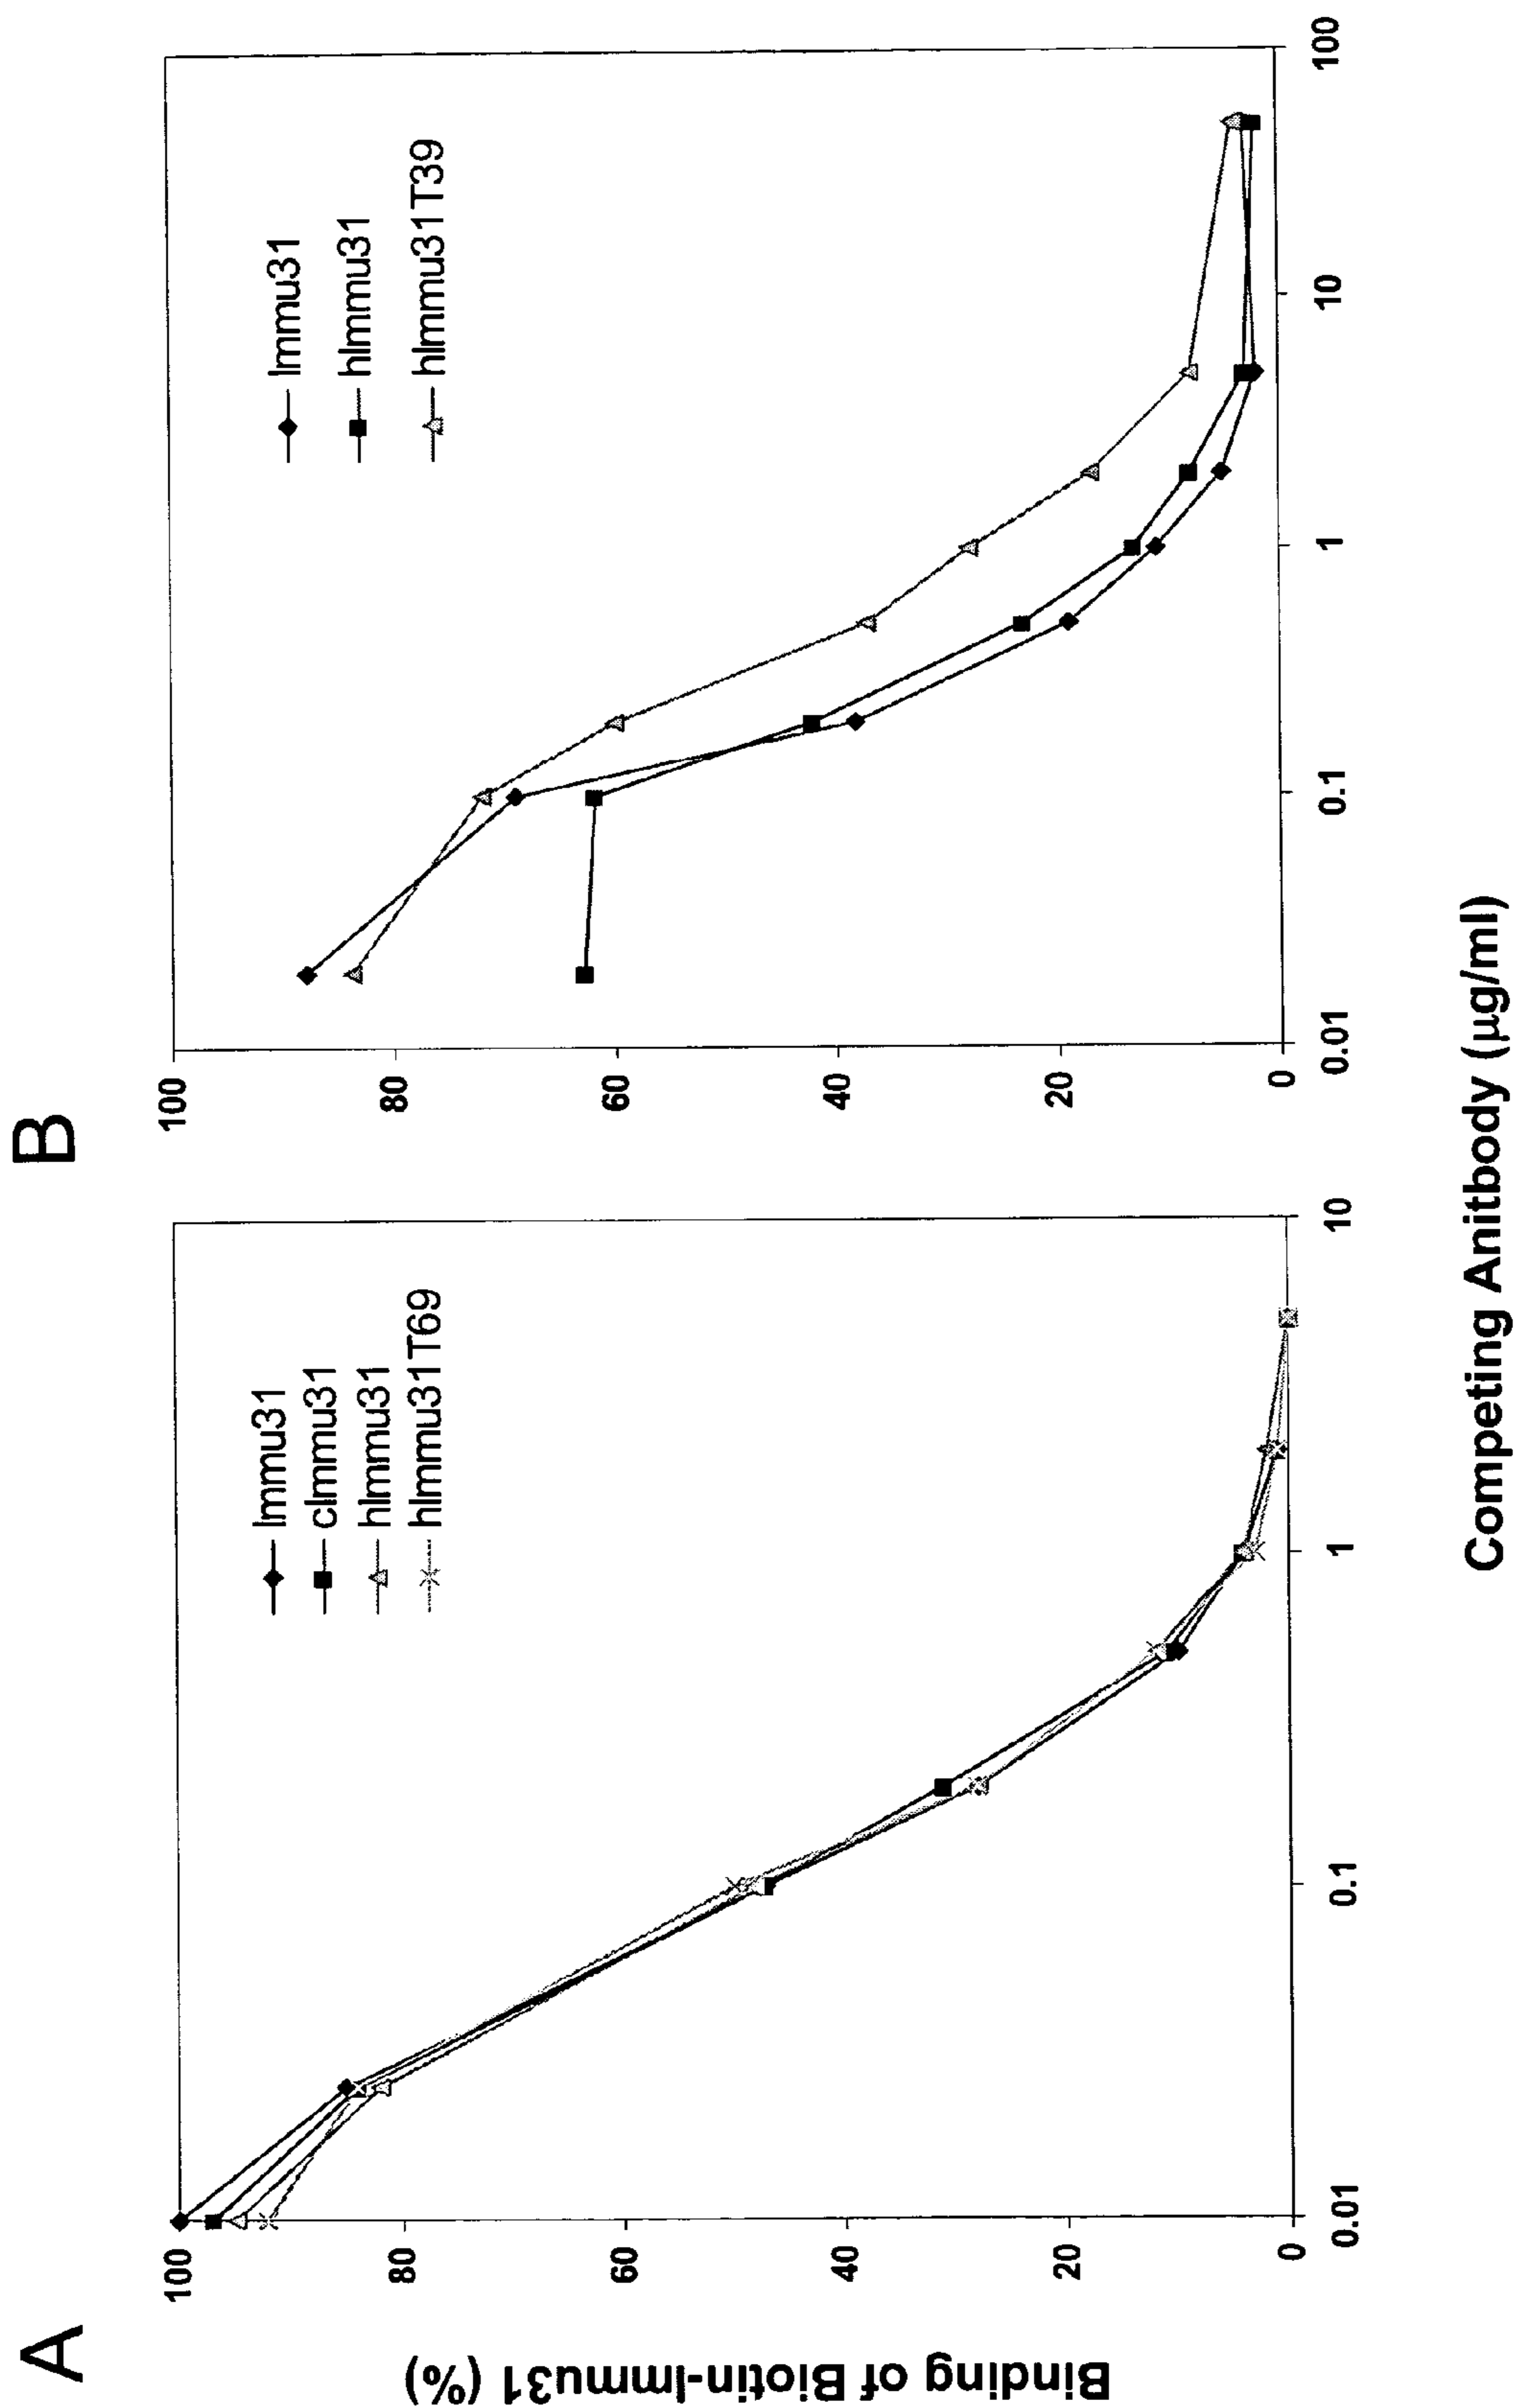 A
Binding of Biotin-Immu31 (%)
100
80
60
40
20
0
0.01
0.1
1
10
Immu31
cImmu31
hImmu31
hImmu31T69
B
100
80
60
40
20
0
0.01
0.1
1
10
100
Immu31
hImmu31
hImmu31T39
Competing Anitbody (μg/ml)